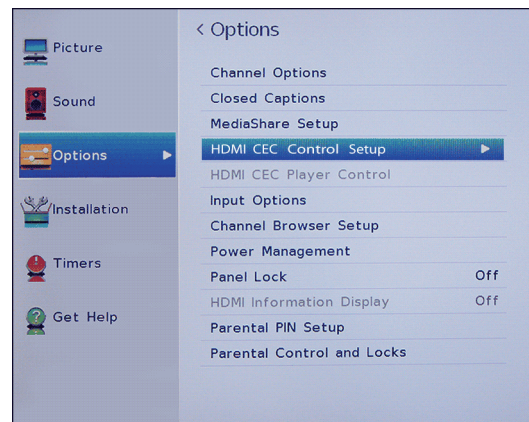 Picture
Sound
Options
Installation
Timers
Get Help
< Options
Channel Options
Closed Captions
MediaShare Setup
HDMI CEC Control Setup
HDMI CEC Player Control
Input Options
Channel Browser Setup
Power Management
Panel Lock Off
HDMI Information Display Off
Parental PIN Setup
Parental Control and Locks